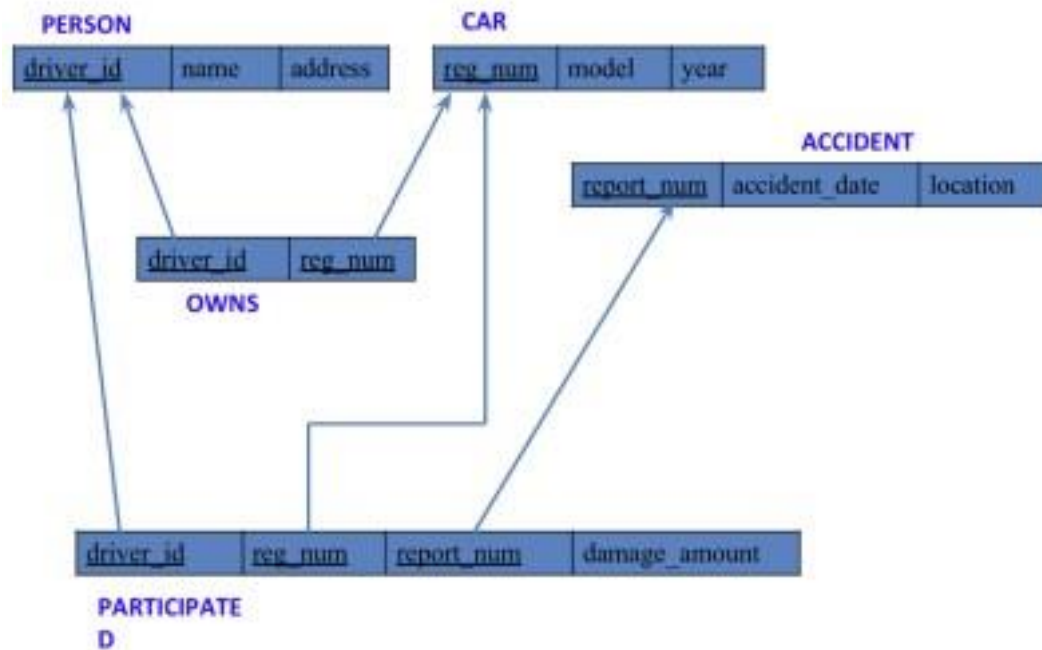 PERSON
driver_id name address
CAR
reg_num model year
ACCIDENT
report_num accident_date location
driver_id reg_num
OWNS
driver_id reg_num report_num damage_amount
PARTICIPATE
D